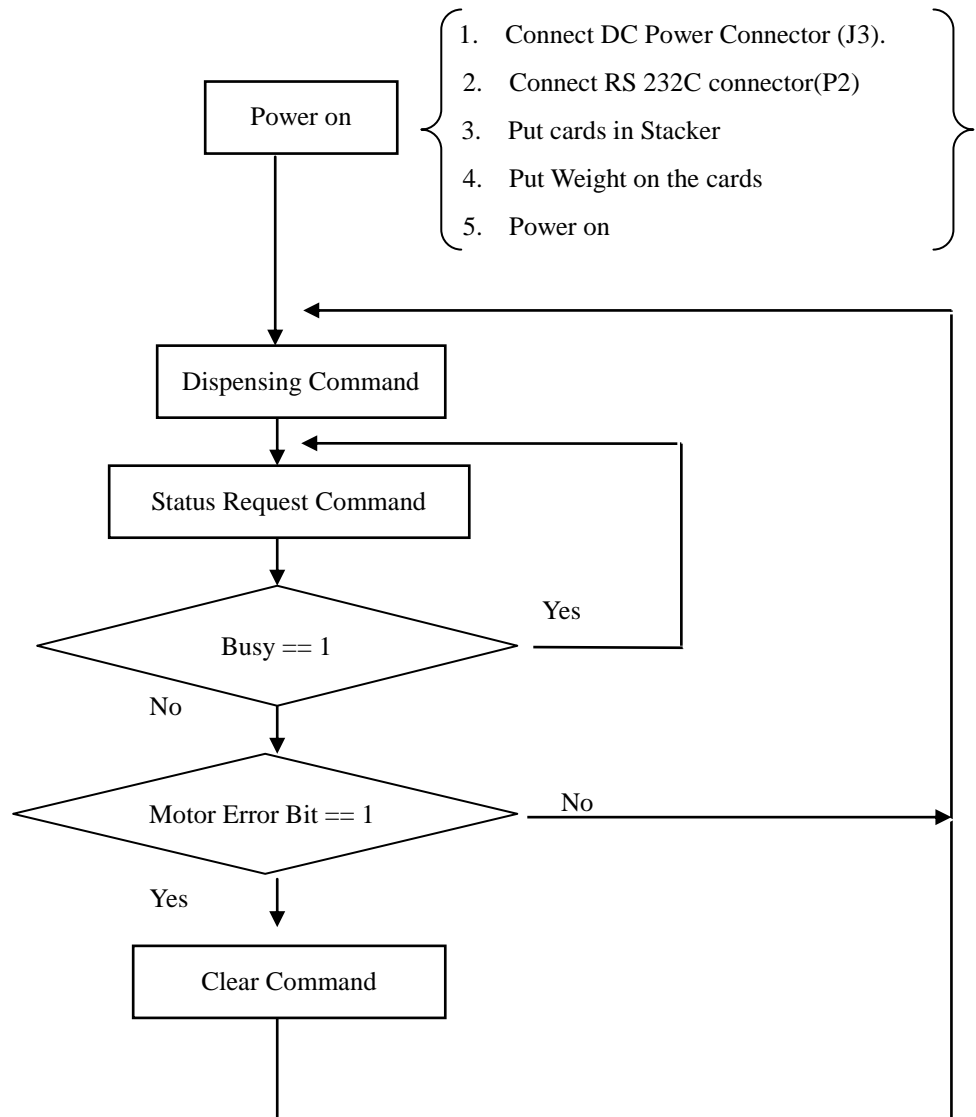 1. Connect DC Power Connector (J3).
2. Connect RS 232C connector(P2)
3. Put cards in Stacker
4. Put Weight on the cards
5. Power on
Power on
Dispensing Command
Status Request Command
Busy == 1
Yes
No
Motor Error Bit == 1
No
Yes
Clear Command